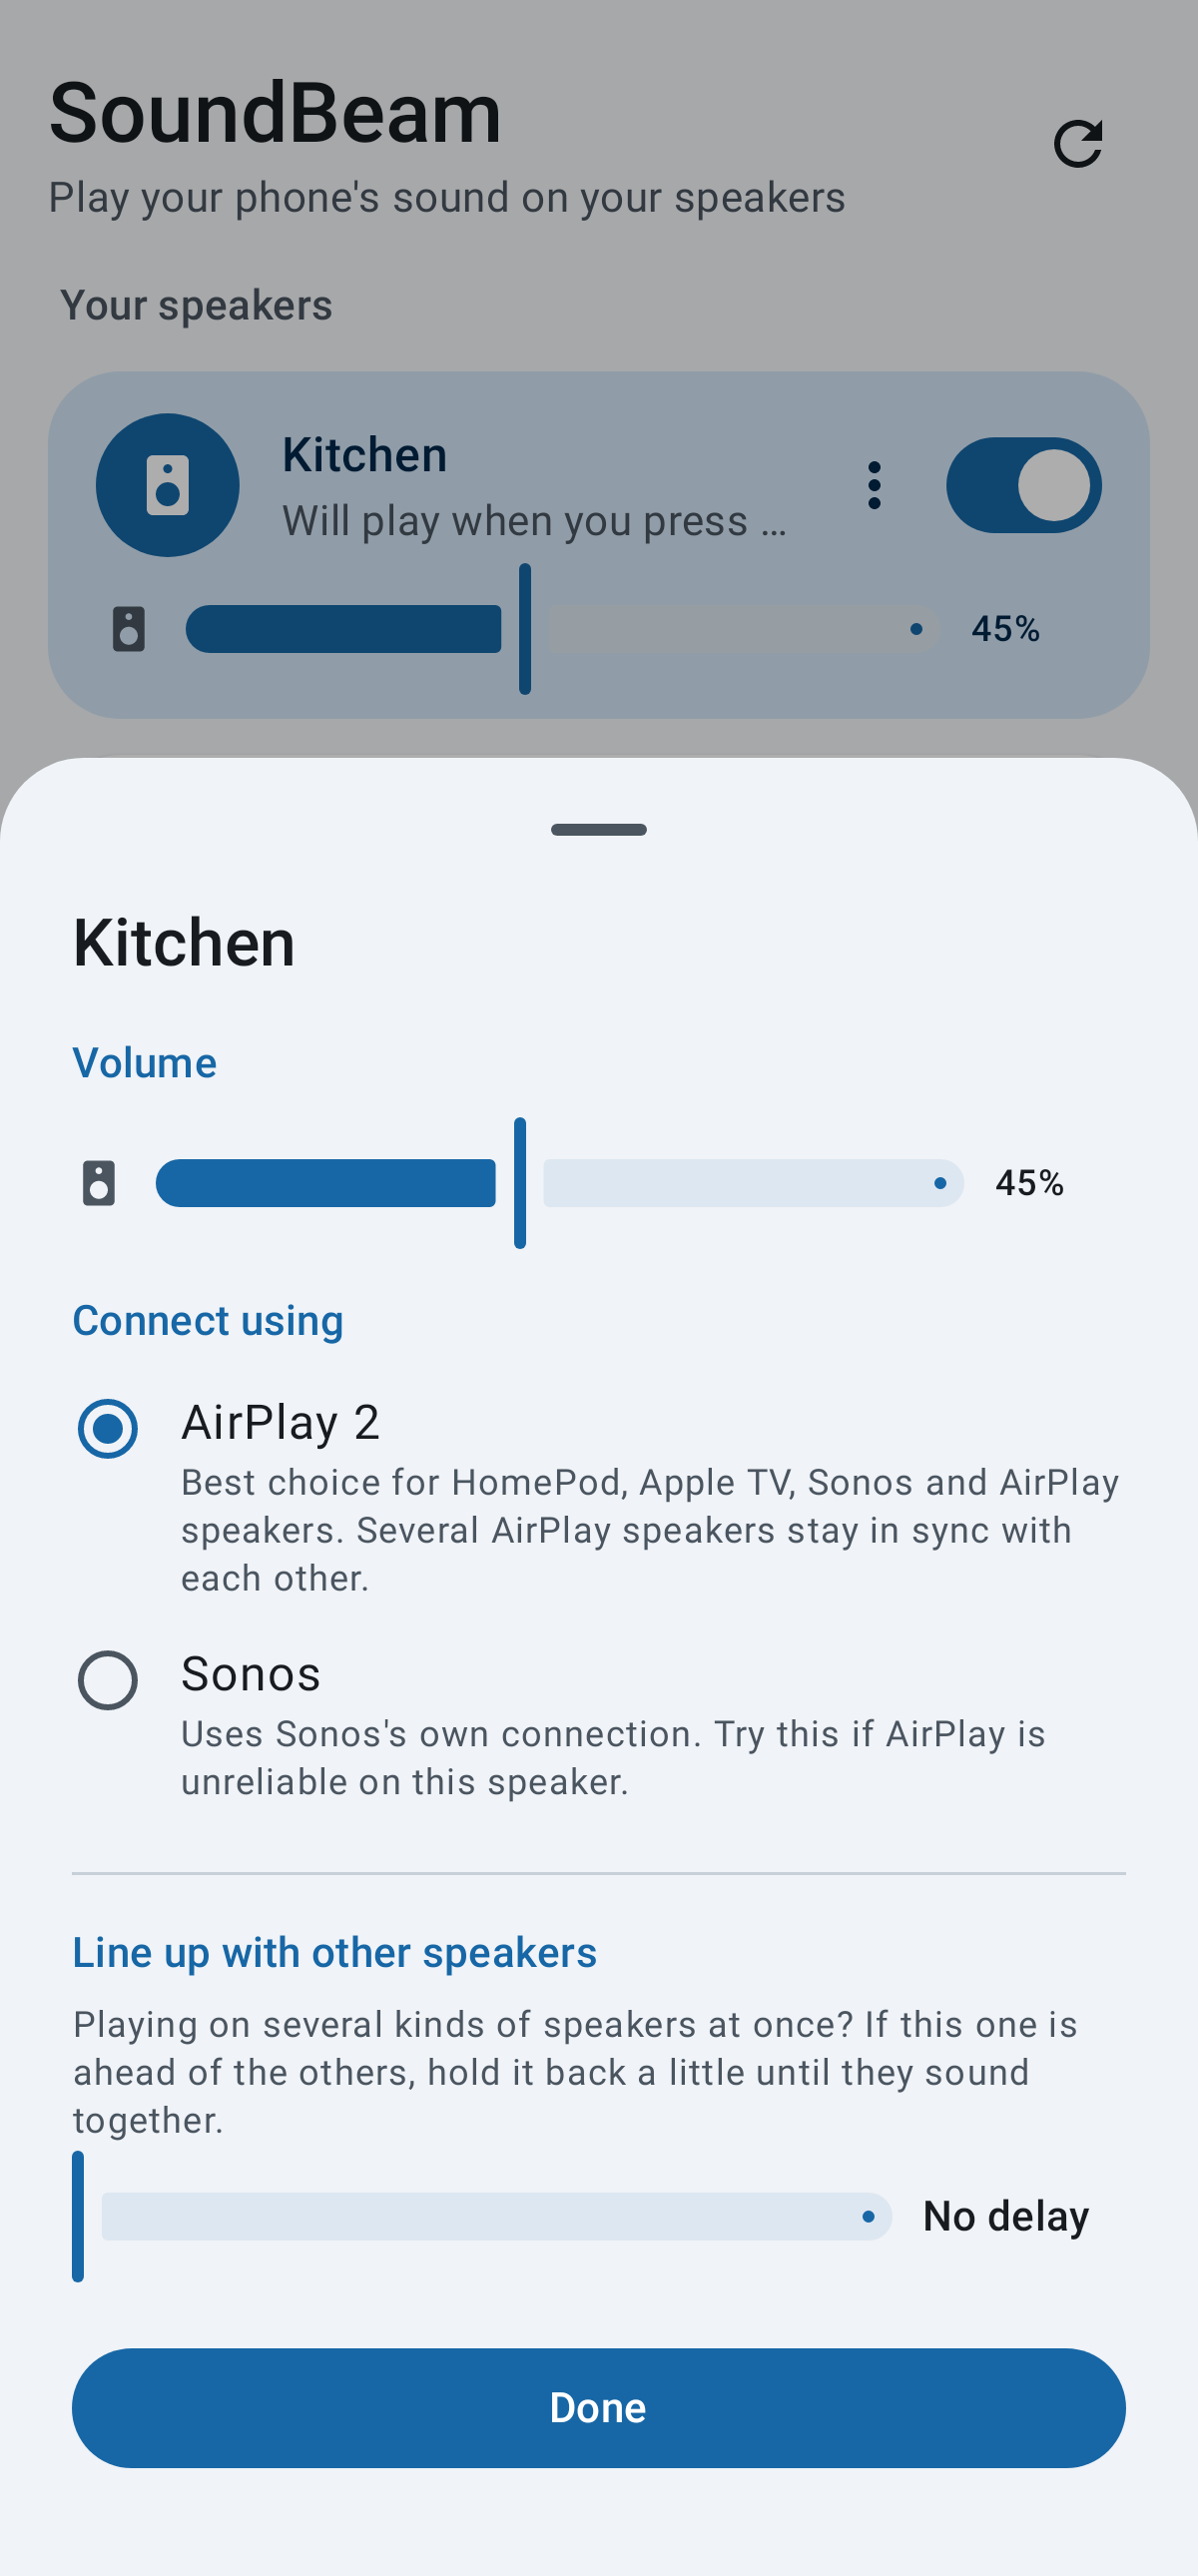 SoundBeam
Play your phone's sound on your speakers
Your speakers
Kitchen
Will play when you press ...
45%
Kitchen
Volume
45%
Connect using
AirPlay 2
Best choice for HomePod, Apple TV, Sonos and AirPlay
speakers. Several AirPlay speakers stay in sync with
each other.
Sonos
Uses Sonos's own connection. Try this if AirPlay is
unreliable on this speaker.
Line up with other speakers
Playing on several kinds of speakers at once? If this one is
ahead of the others, hold it back a little until they sound
together.
No delay
Done